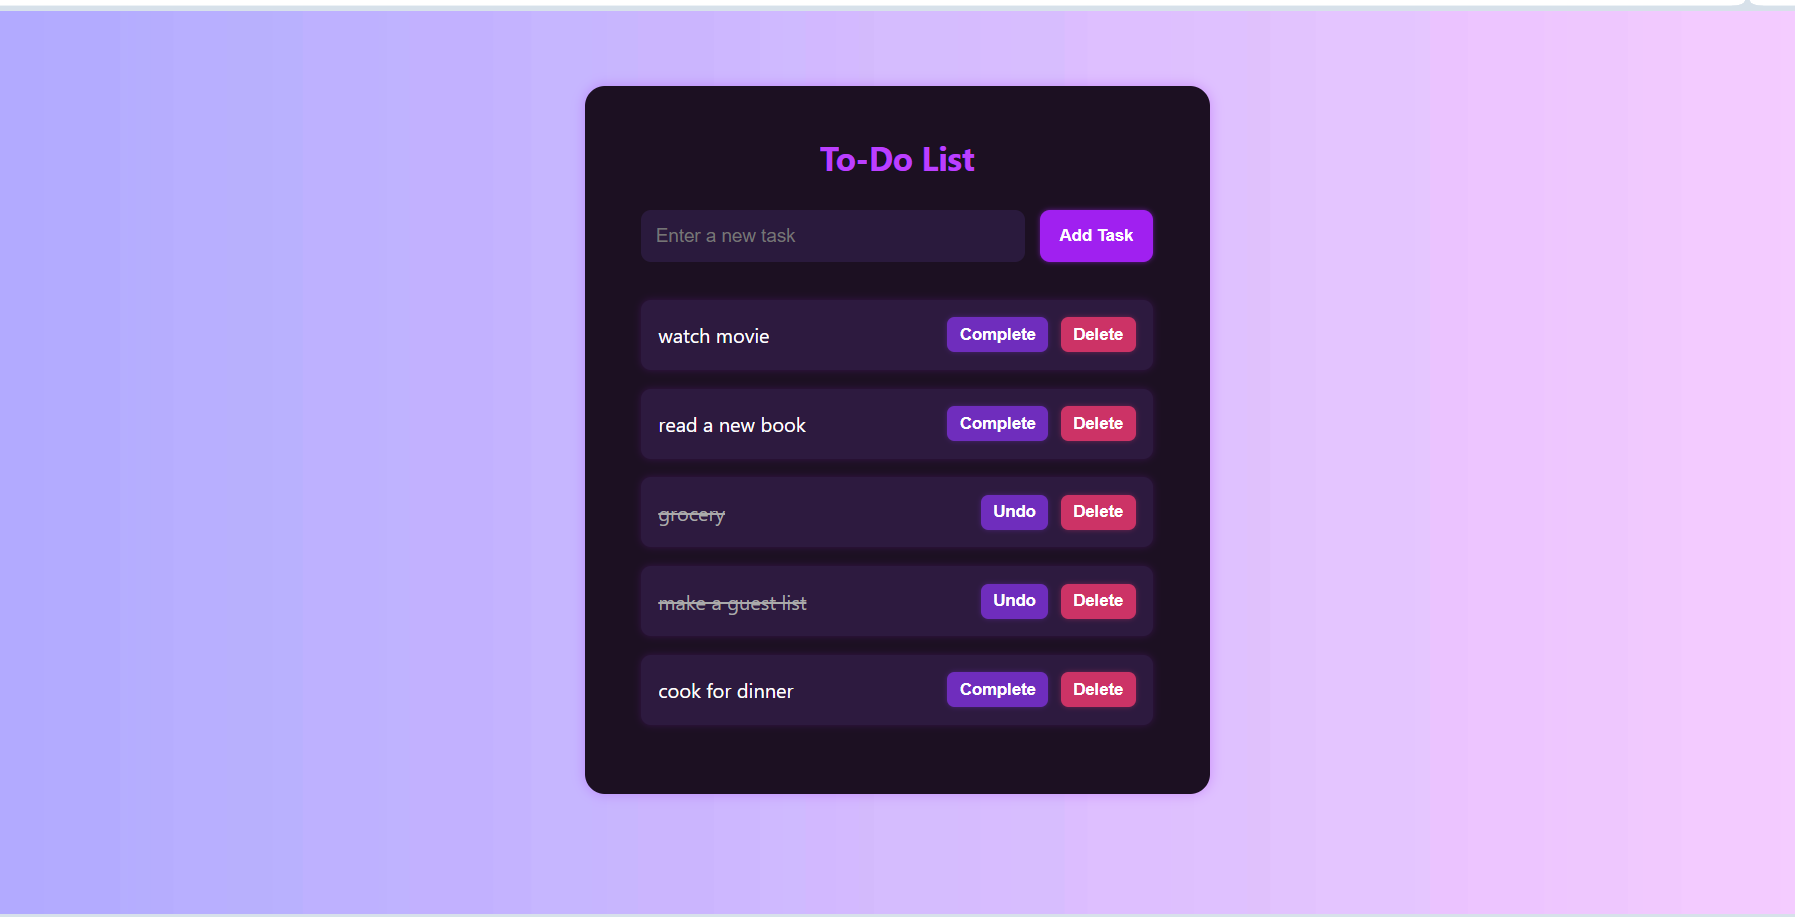 To-Do List
Enter a new task Add Task
watch movie Complete Delete
read a new book Complete Delete
grocery Undo Delete
make a guest list Undo Delete
cook for dinner Complete Delete